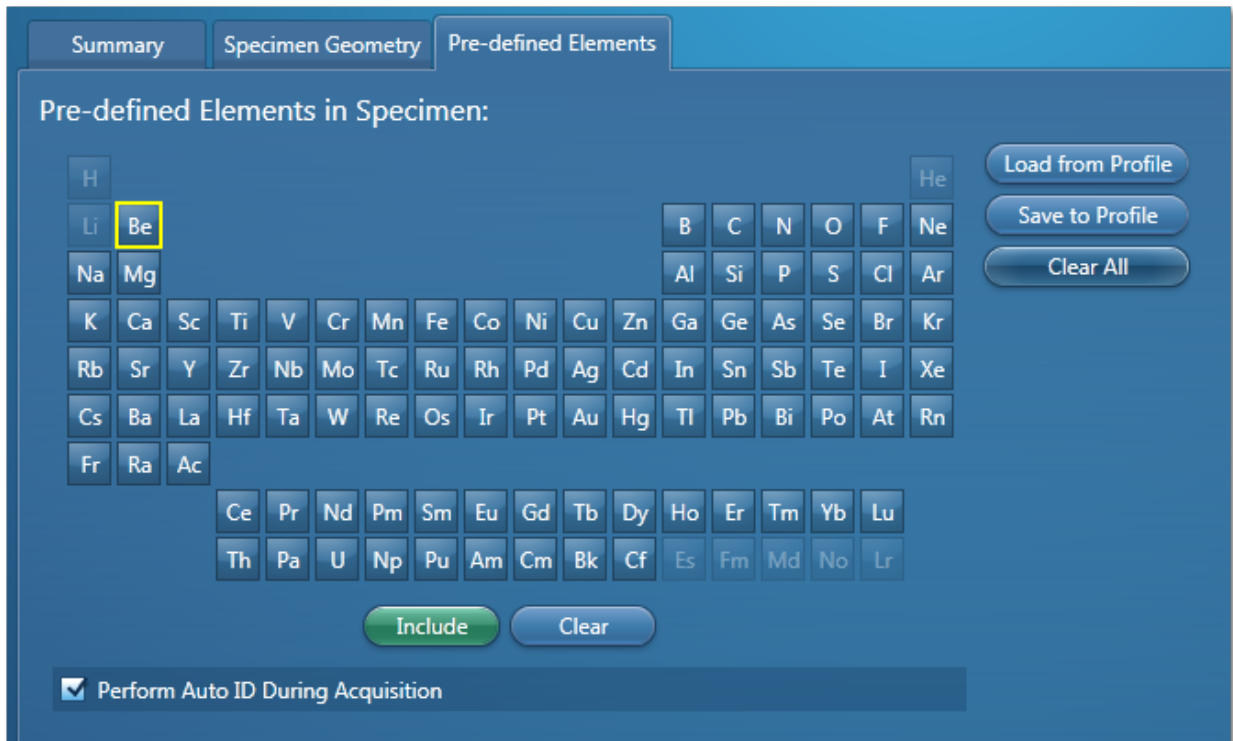 Summary Specimen Geometry Pre-defined Elements
Pre-defined Elements in Specimen:
H He
Li Be B C N O F Ne
Na Mg Al Si P S Cl Ar
K Ca Sc Ti V Cr Mn Fe Co Ni Cu Zn Ga Ge As Se Br Kr
Rb Sr Y Zr Nb Mo Tc Ru Rh Pd Ag Cd In Sn Sb Te I Xe
Cs Ba La Hf Ta W Re Os Ir Pt Au Hg Tl Pb Bi Po At Rn
Fr Ra Ac
Ce Pr Nd Pm Sm Eu Gd Tb Dy Ho Er Tm Yb Lu
Th Pa U Np Pu Am Cm Bk Cf Es Fm Md No Lr
Include Clear
Perform Auto ID During Acquisition
Load from Profile
Save to Profile
Clear All